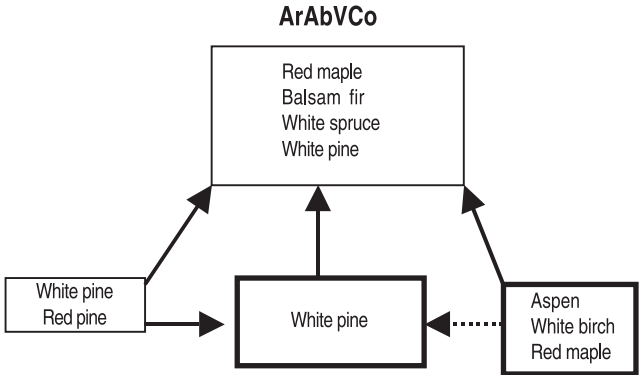 ArAbVCo
Red maple
Balsam fir
White spruce
White pine
White pine
Red pine
White pine
Aspen
White birch
Red maple